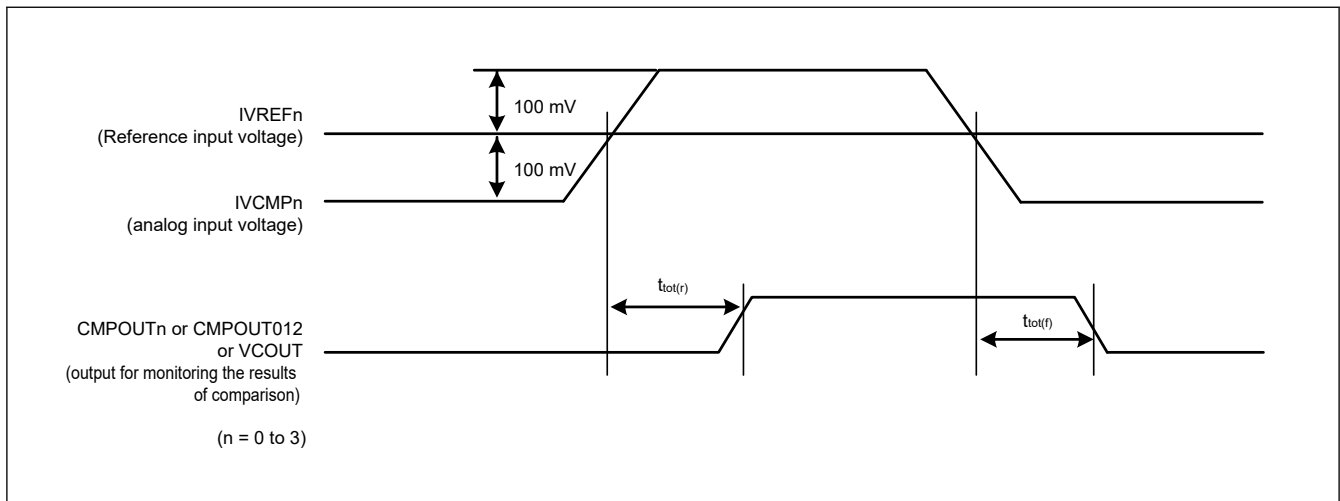 IVREFn
(Reference input voltage)
100 mV
100 mV
IVCMPn
(analog input voltage)
ttot(r)
ttot(f)
CMPOUTn or CMPOUT012
or VCOUT
(output for monitoring the results
of comparison)
(n = 0 to 3)